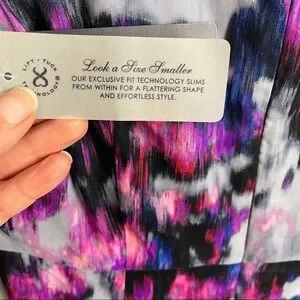 LIFT · TUCK
Look a Size Smaller
OUR EXCLUSIVE FIT TECHNOLOGY SLIMS
FROM WITHIN FOR A FLATTERING SHAPE
AND EFFORTLESS STYLE.